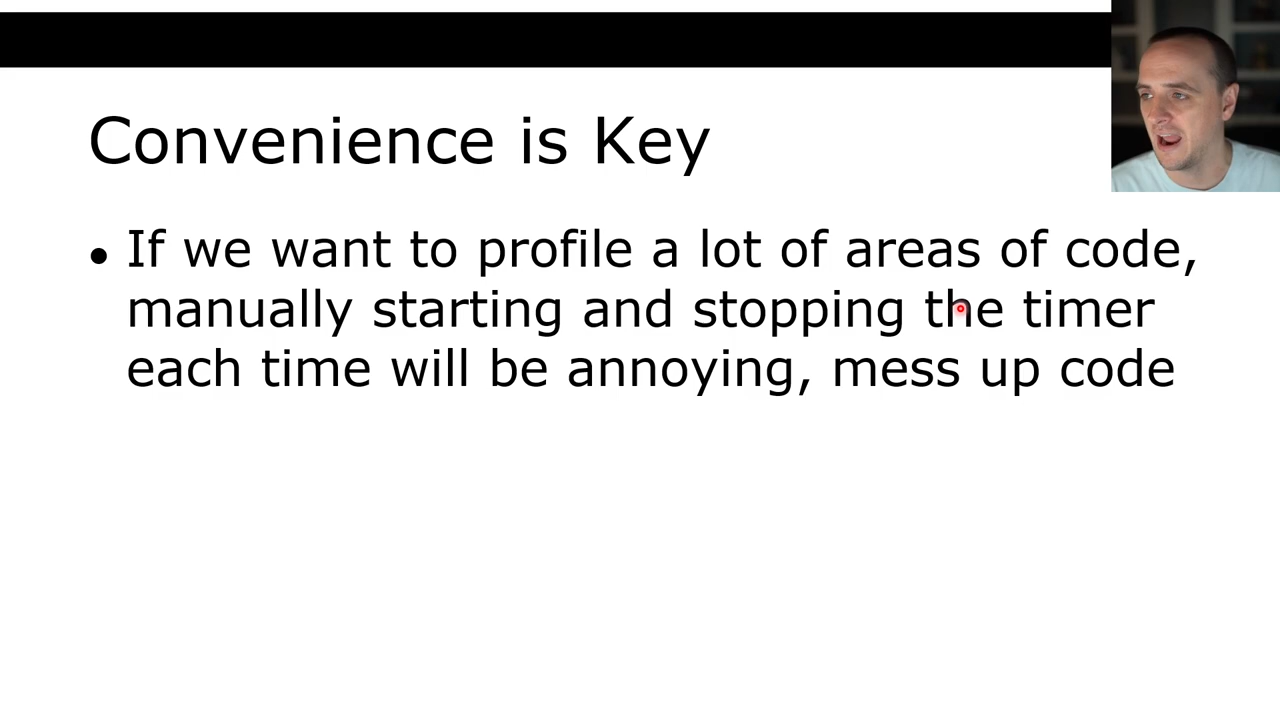 Convenience is Key
● If we want to profile a lot of areas of code,
manually starting and stopping the timer
each time will be annoying, mess up code